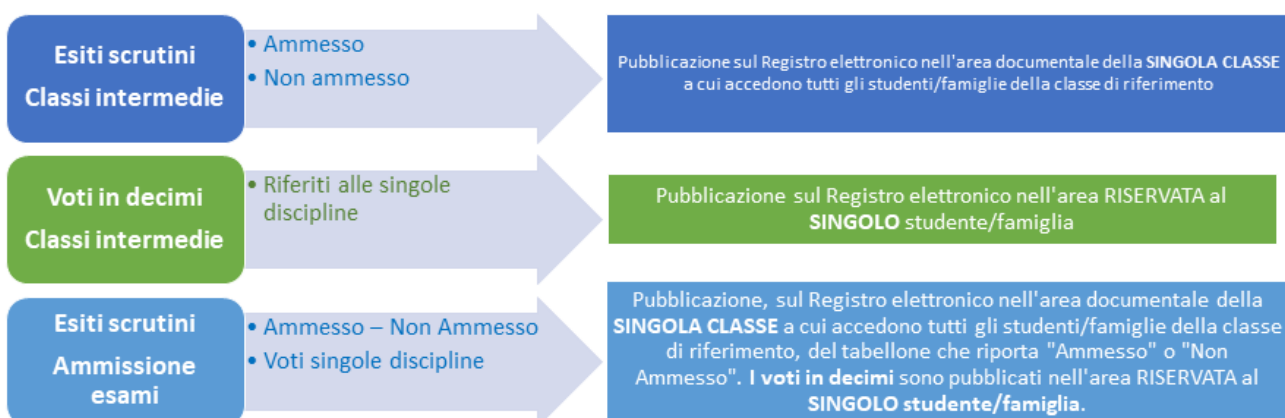 Esiti scrutini
Classi intermedie
• Ammesso
• Non ammesso
Pubblicazione sul Registro elettronico nell'area documentale della SINGOLA CLASSE
a cui accedono tutti gli studenti/famiglie della classe di riferimento
Voti in decimi
Classi intermedie
• Riferiti alle singole
discipline
Pubblicazione sul Registro elettronico nell'area RISERVATA al
SINGOLO studente/famiglia
Esiti scrutini
Ammissione
esami
• Ammesso – Non Ammesso
• Voti singole discipline
Pubblicazione, sul Registro elettronico nell'area documentale della
SINGOLA CLASSE a cui accedono tutti gli studenti/famiglie della classe
di riferimento, del tabellone che riporta "Ammesso" o "Non
Ammesso". I voti in decimi sono pubblicati nell'area RISERVATA al
SINGOLO studente/famiglia.